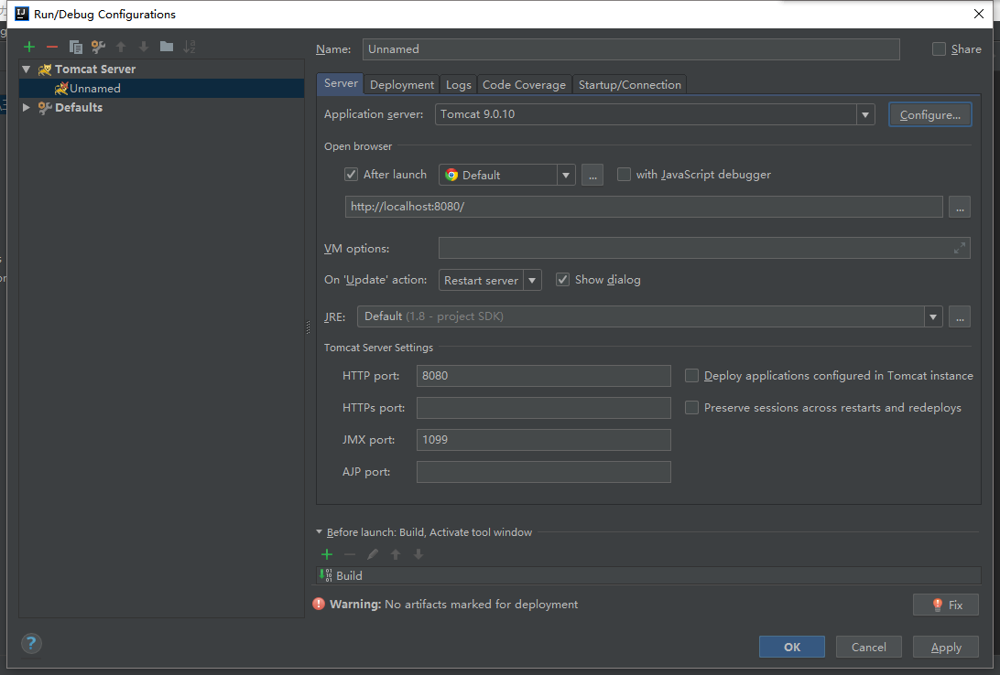 Run/Debug Configurations
Name: Unnamed Share
Tomcat Server
Unnamed
Defaults
Server Deployment Logs Code Coverage Startup/Connection
Application server: Tomcat 9.0.10 Configure...
Open browser
After launch Default ... with JavaScript debugger
http://localhost:8080/ ...
VM options:
On 'Update' action: Restart server Show dialog
JRE: Default (1.8 - project SDK) ...
Tomcat Server Settings
HTTP port: 8080 Deploy applications configured in Tomcat instance
HTTPs port: Preserve sessions across restarts and redeploys
JMX port: 1099
AJP port:
Before launch: Build, Activate tool window
Build
Warning: No artifacts marked for deployment Fix
? OK Cancel Apply